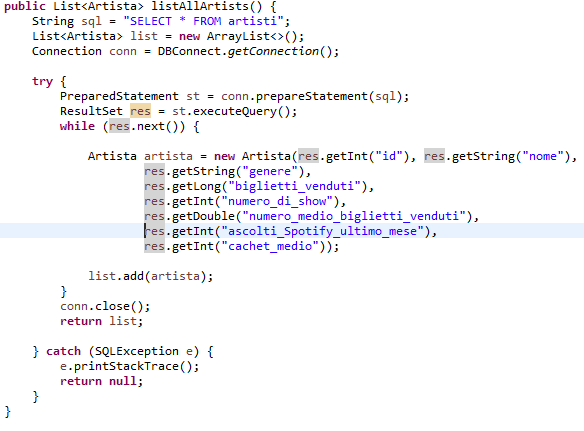 public List<Artista> listAllArtists() {
    String sql = "SELECT * FROM artisti";
    List<Artista> list = new ArrayList<>();
    Connection conn = DBConnect.getConnection();

    try {
        PreparedStatement st = conn.prepareStatement(sql);
        ResultSet res = st.executeQuery();
        while (res.next()) {

            Artista artista = new Artista(res.getInt("id"), res.getString("nome"),
                    res.getString("genere"),
                    res.getLong("biglietti_venduti"),
                    res.getInt("numero_di_show"),
                    res.getDouble("numero_medio_biglietti_venduti"),
                    res.getInt("ascolti_Spotify_ultimo_mese"),
                    res.getInt("cachet_medio"));

            list.add(artista);
        }
        conn.close();
        return list;

    } catch (SQLException e) {
        e.printStackTrace();
        return null;
    }
}